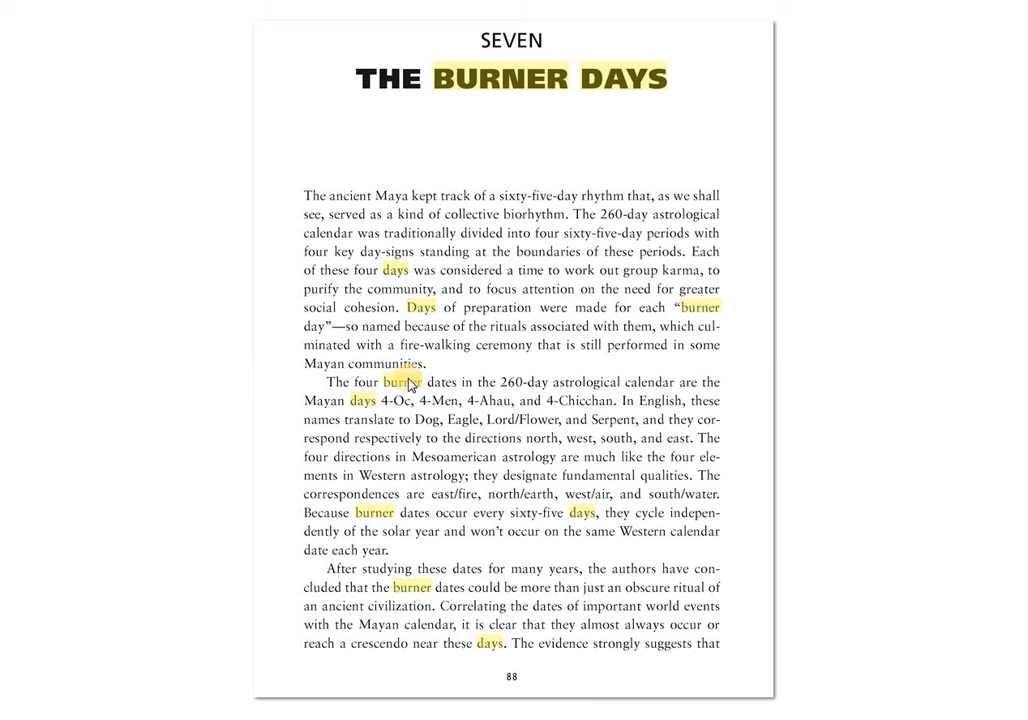 SEVEN
THE BURNER DAYS
The ancient Maya kept track of a sixty-five-day rhythm that, as we shall
see, served as a kind of collective biorhythm. The 260-day astrological
calendar was traditionally divided into four sixty-five-day periods with
four key day-signs standing at the boundaries of these periods. Each
of these four days was considered a time to work out group karma, to
purify the community, and to focus attention on the need for greater
social cohesion. Days of preparation were made for each “burner
day”—so named because of the rituals associated with them, which cul-
minated with a fire-walking ceremony that is still performed in some
Mayan communities.
The four burner dates in the 260-day astrological calendar are the
Mayan days 4-Oc, 4-Men, 4-Ahau, and 4-Chicchan. In English, these
names translate to Dog, Eagle, Lord/Flower, and Serpent, and they cor-
respond respectively to the directions north, west, south, and east. The
four directions in Mesoamerican astrology are much like the four ele-
ments in Western astrology; they designate fundamental qualities. The
correspondences are east/fire, north/earth, west/air, and south/water.
Because burner dates occur every sixty-five days, they cycle indepen-
dently of the solar year and won’t occur on the same Western calendar
date each year.
After studying these dates for many years, the authors have con-
cluded that the burner dates could be more than just an obscure ritual of
an ancient civilization. Correlating the dates of important world events
with the Mayan calendar, it is clear that they almost always occur or
reach a crescendo near these days. The evidence strongly suggests that
88